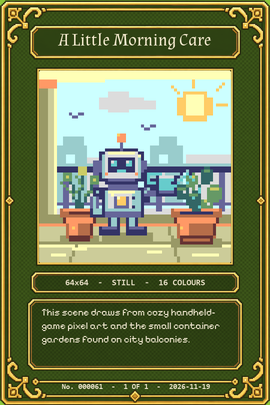 A Little Morning Care
64x64 - STILL - 16 COLOURS
This scene draws from cozy handheld-
game pixel art and the small container
gardens found on city balconies.
No. 000061 - 1 OF 1 - 2026-11-19